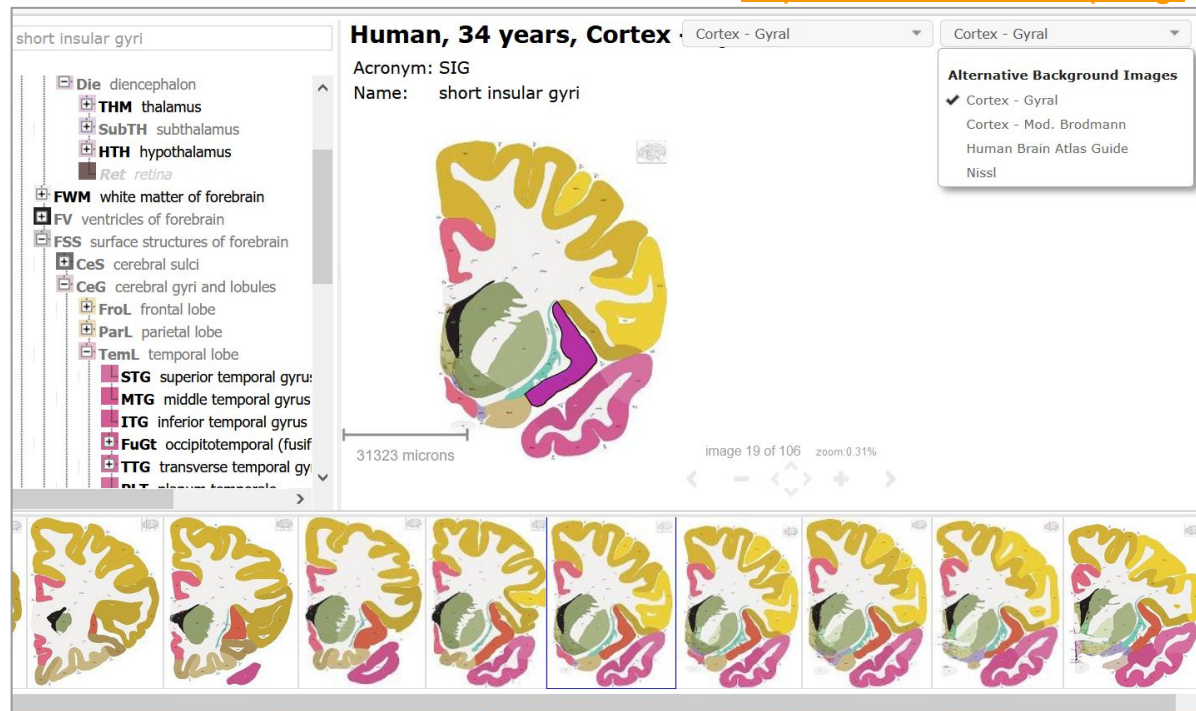 short insular gyri
Die diencephalon
THM thalamus
SubTH subthalamus
HTH hypothalamus
Ret retina
FWM white matter of forebrain
FV ventricles of forebrain
FSS surface structures of forebrain
CeS cerebral sulci
CeG cerebral gyri and lobules
FroL frontal lobe
ParL parietal lobe
TemL temporal lobe
STG superior temporal gyrus
MTG middle temporal gyrus
ITG inferior temporal gyrus
FuGt occipitotemporal (fusif
TTG transverse temporal gy
Human, 34 years, Cortex -
Acronym: SIG
Name: short insular gyri
31323 microns
image 19 of 106 zoom:0.31%
Cortex - Gyral
Cortex - Gyral
Alternative Background Images
Cortex - Gyral
Cortex - Mod. Brodmann
Human Brain Atlas Guide
Nissl